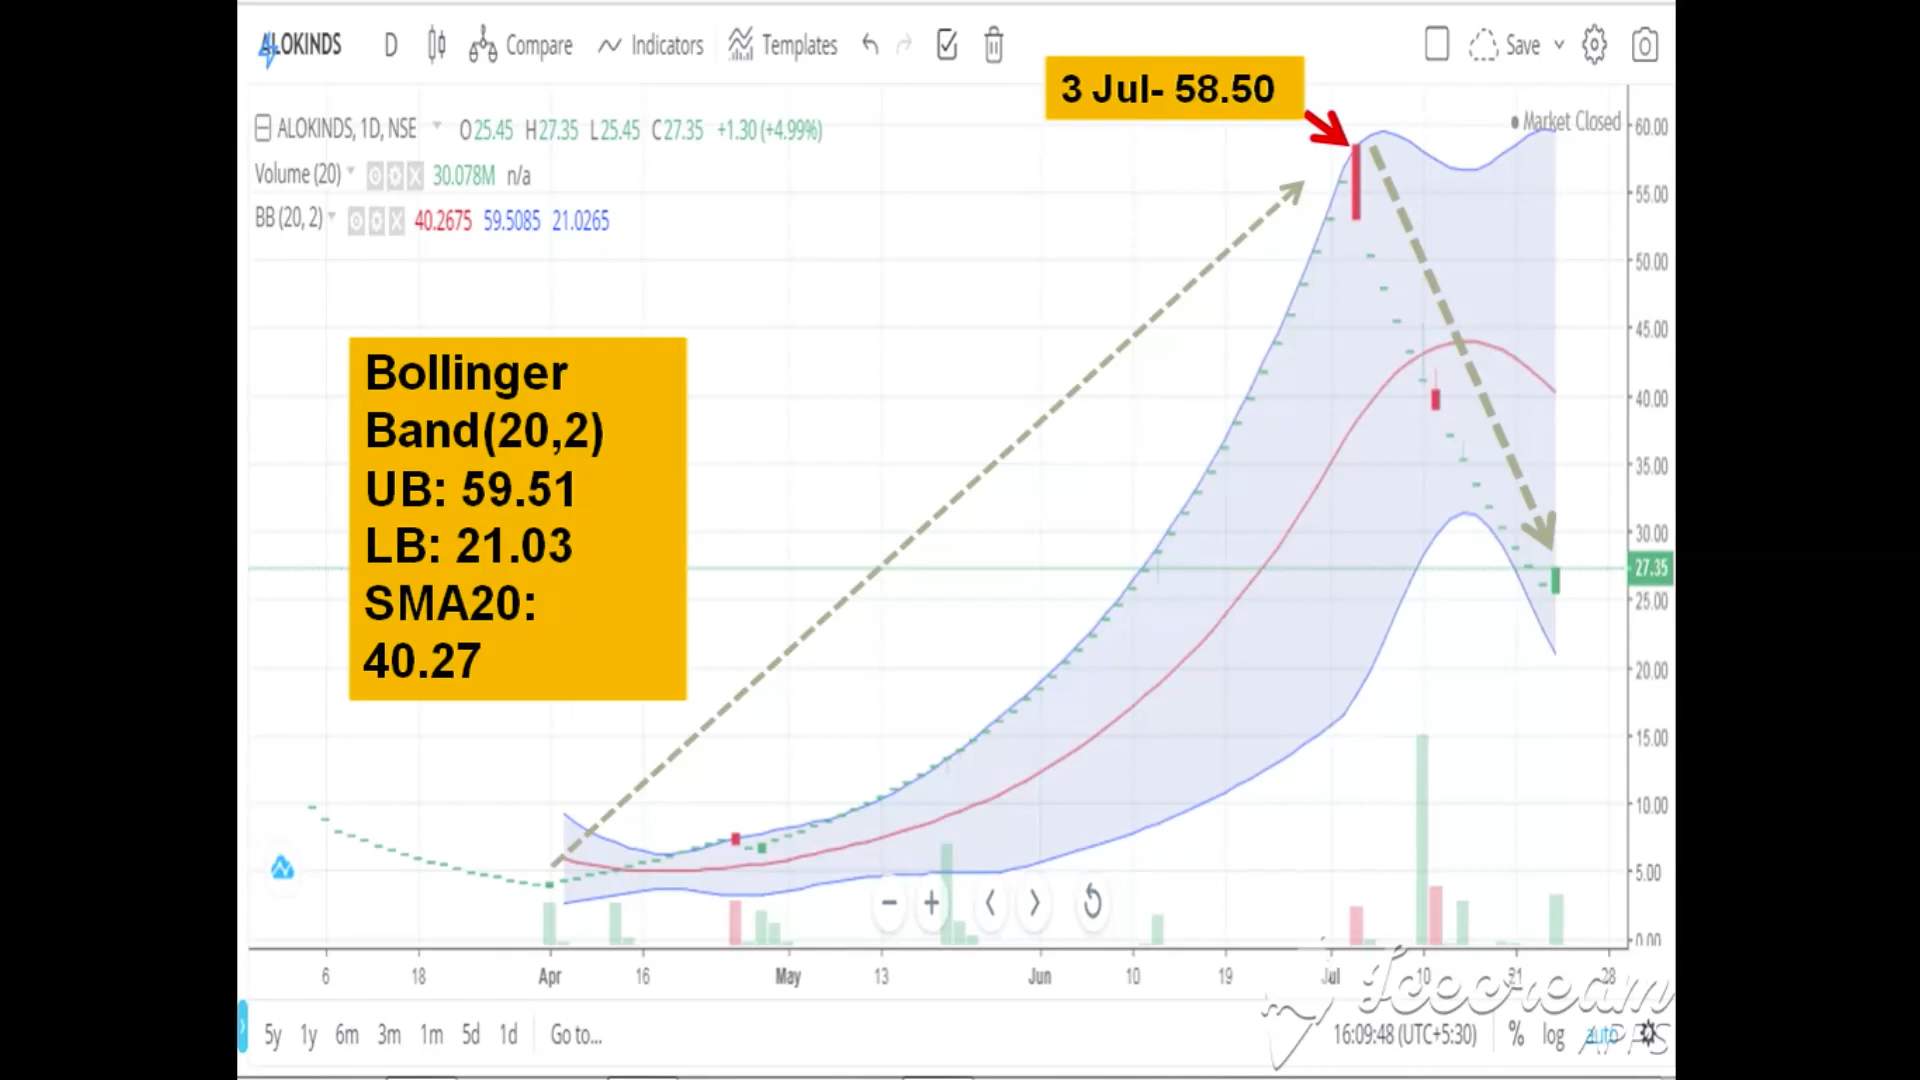 ALOKINDS D Compare Indicators Templates Save
3 Jul- 58.50
ALOKINDS, 1D, NSE O25.45 H27.35 L25.45 C27.35 +1.30 (+4.99%)
Market Closed
Volume (20) 30.078M n/a
BB (20, 2) 40.2675 59.5085 21.0265
Bollinger
Band(20,2)
UB: 59.51
LB: 21.03
SMA20:
40.27
60.00
55.00
50.00
45.00
40.00
35.00
30.00
27.35
25.00
20.00
15.00
10.00
5.00
0.00
6 18 Apr 16 May 13 Jun 10 19 Jul 10 21 28
Icecream
APPS
5y 1y 6m 3m 1m 5d 1d Go to... 16:09:48 (UTC+5:30) % log auto